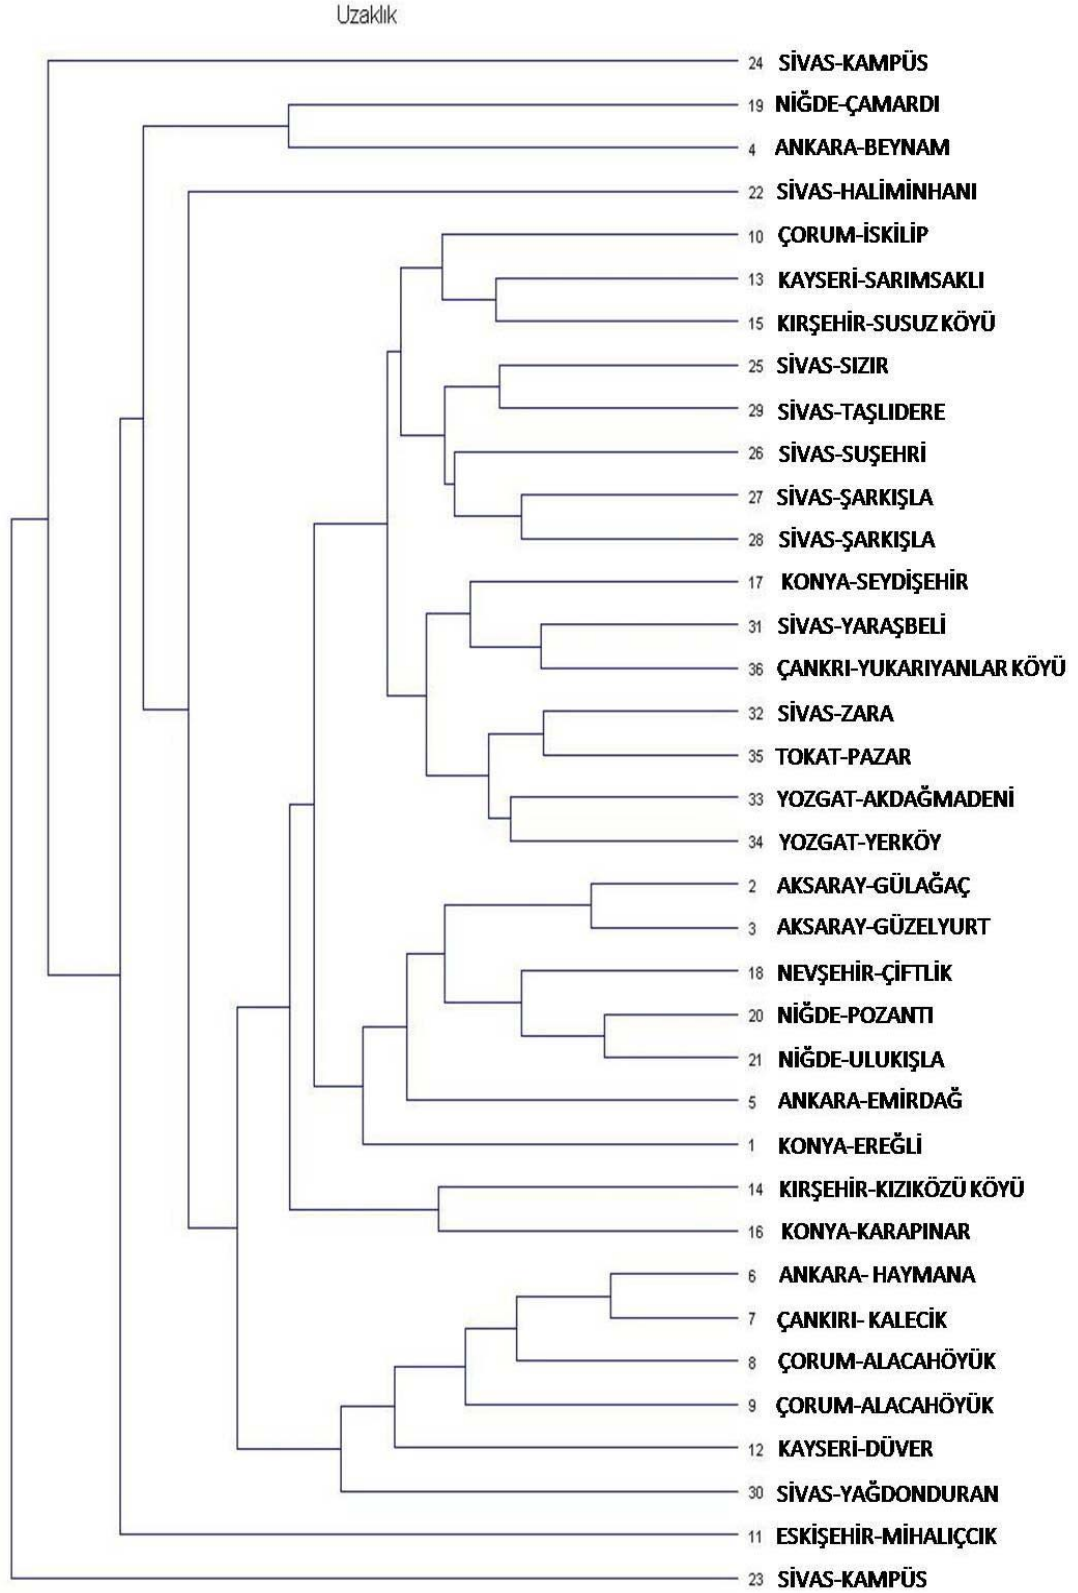 Uzaklık
24 SİVAS-KAMPÜS
19 NİĞDE-ÇAMARDI
4 ANKARA-BEYNAM
22 SİVAS-HALİMİNHANI
10 ÇORUM-İSKİLİP
13 KAYSERİ-SARIMSAKLI
15 KIRŞEHİR-SUSUZ KÖYÜ
25 SİVAS-SIZIR
29 SİVAS-TAŞLIDERE
26 SİVAS-SUŞEHRİ
27 SİVAS-ŞARKIŞLA
28 SİVAS-ŞARKIŞLA
17 KONYA-SEYDİŞEHİR
31 SİVAS-YARAŞBELİ
36 ÇANKRI-YUKARIYANLAR KÖYÜ
32 SİVAS-ZARA
35 TOKAT-PAZAR
33 YOZGAT-AKDAĞMADENİ
34 YOZGAT-YERKÖY
2 AKSARAY-GÜLAĞAÇ
3 AKSARAY-GÜZELYURT
18 NEVŞEHİR-ÇİFTLİK
20 NİĞDE-POZANTI
21 NİĞDE-ULUKIŞLA
5 ANKARA-EMİRDAĞ
1 KONYA-EREĞLİ
14 KIRŞEHİR-KIZIKÖZÜ KÖYÜ
16 KONYA-KARAPINAR
6 ANKARA- HAYMANA
7 ÇANKIRI- KALECİK
8 ÇORUM-ALACAHÖYÜK
9 ÇORUM-ALACAHÖYÜK
12 KAYSERİ-DÜVER
30 SİVAS-YAĞDONDURAN
11 ESKİŞEHİR-MİHALIÇCIK
23 SİVAS-KAMPÜS